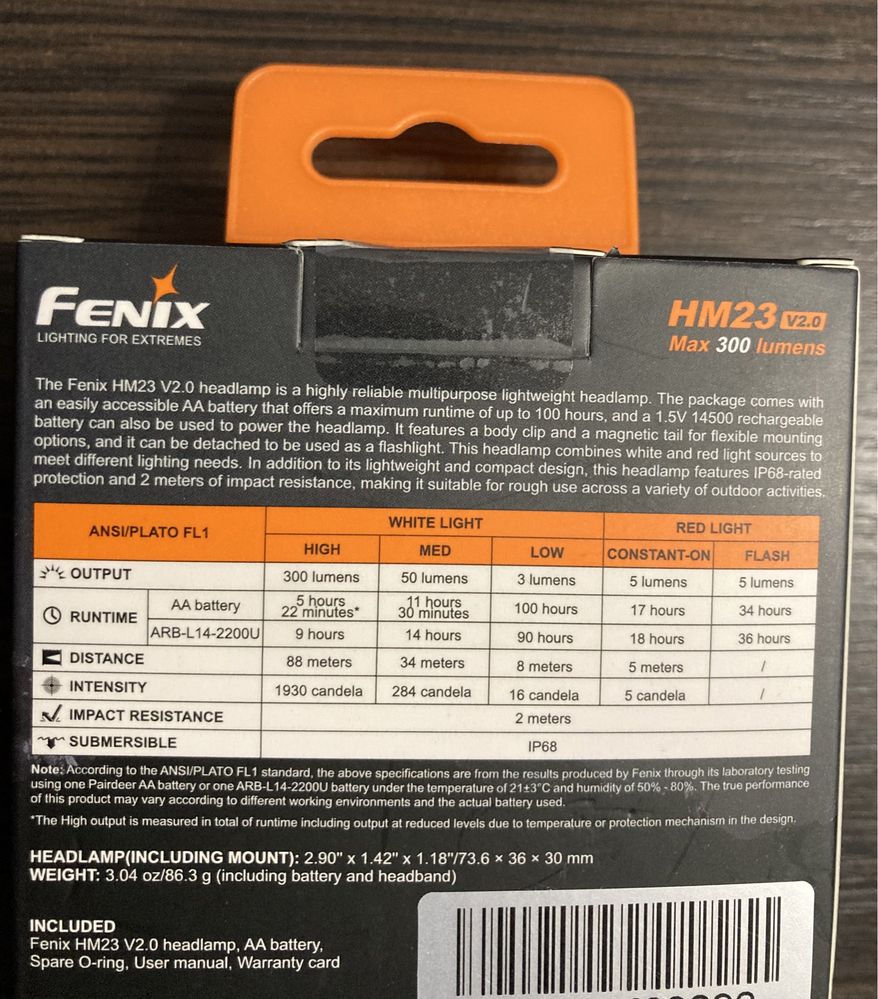 FENIX
LIGHTING FOR EXTREMES
HM23 V2.0
Max 300 lumens
The Fenix HM23 V2.0 headlamp is a highly reliable multipurpose lightweight headlamp. The package comes with
an easily accessible AA battery that offers a maximum runtime of up to 100 hours, and a 1.5V 14500 rechargeable
battery can also be used to power the headlamp. It features a body clip and a magnetic tail for flexible mounting
options, and it can be detached to be used as a flashlight. This headlamp combines white and red light sources to
meet different lighting needs. In addition to its lightweight and compact design, this headlamp features IP68-rated
protection and 2 meters of impact resistance, making it suitable for rough use across a variety of outdoor activities.
ANSI/PLATO FL1 WHITE LIGHT RED LIGHT
HIGH MED LOW CONSTANT-ON FLASH
OUTPUT 300 lumens 50 lumens 3 lumens 5 lumens 5 lumens
RUNTIME AA battery 5 hours 22 minutes* 11 hours 30 minutes 100 hours 17 hours 34 hours
ARB-L14-2200U 9 hours 14 hours 90 hours 18 hours 36 hours
DISTANCE 88 meters 34 meters 8 meters 5 meters /
INTENSITY 1930 candela 284 candela 16 candela 5 candela /
IMPACT RESISTANCE 2 meters
SUBMERSIBLE IP68
Note: According to the ANSI/PLATO FL1 standard, the above specifications are from the results produced by Fenix through its laboratory testing
using one Pairdeer AA battery or one ARB-L14-2200U battery under the temperature of 21±3°C and humidity of 50% - 80%. The true performance
of this product may vary according to different working environments and the actual battery used.
*The High output is measured in total of runtime including output at reduced levels due to temperature or protection mechanism in the design.
HEADLAMP(INCLUDING MOUNT): 2.90" x 1.42" x 1.18"/73.6 × 36 × 30 mm
WEIGHT: 3.04 oz/86.3 g (including battery and headband)
INCLUDED
Fenix HM23 V2.0 headlamp, AA battery,
Spare O-ring, User manual, Warranty card